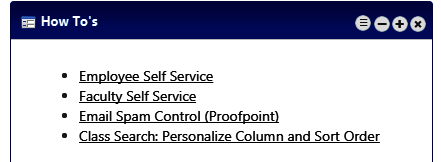 How To's
Employee Self Service
Faculty Self Service
Email Spam Control (Proofpoint)
Class Search: Personalize Column and Sort Order